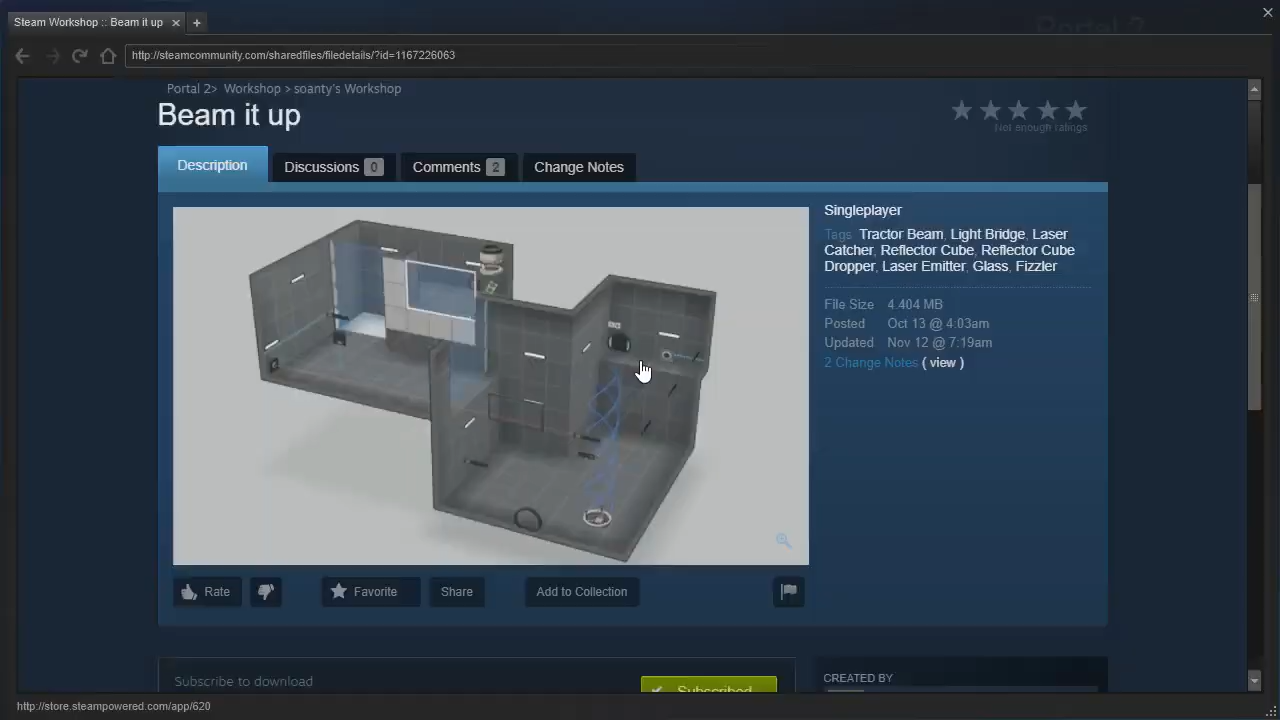 Steam Workshop :: Beam it up
http://steamcommunity.com/sharedfiles/filedetails/?id=1167226063
Portal 2
Portal 2> Workshop > soanty's Workshop
Beam it up
Not enough ratings
Description
Discussions 0
Comments 2
Change Notes
Singleplayer
Tags: Tractor Beam, Light Bridge, Laser
Catcher, Reflector Cube, Reflector Cube
Dropper, Laser Emitter, Glass, Fizzler
File Size 4.404 MB
Posted Oct 13 @ 4:03am
Updated Nov 12 @ 7:19am
2 Change Notes ( view )
Rate
Favorite
Share
Add to Collection
Subscribe to download
Subscribed
CREATED BY
http://store.steampowered.com/app/620